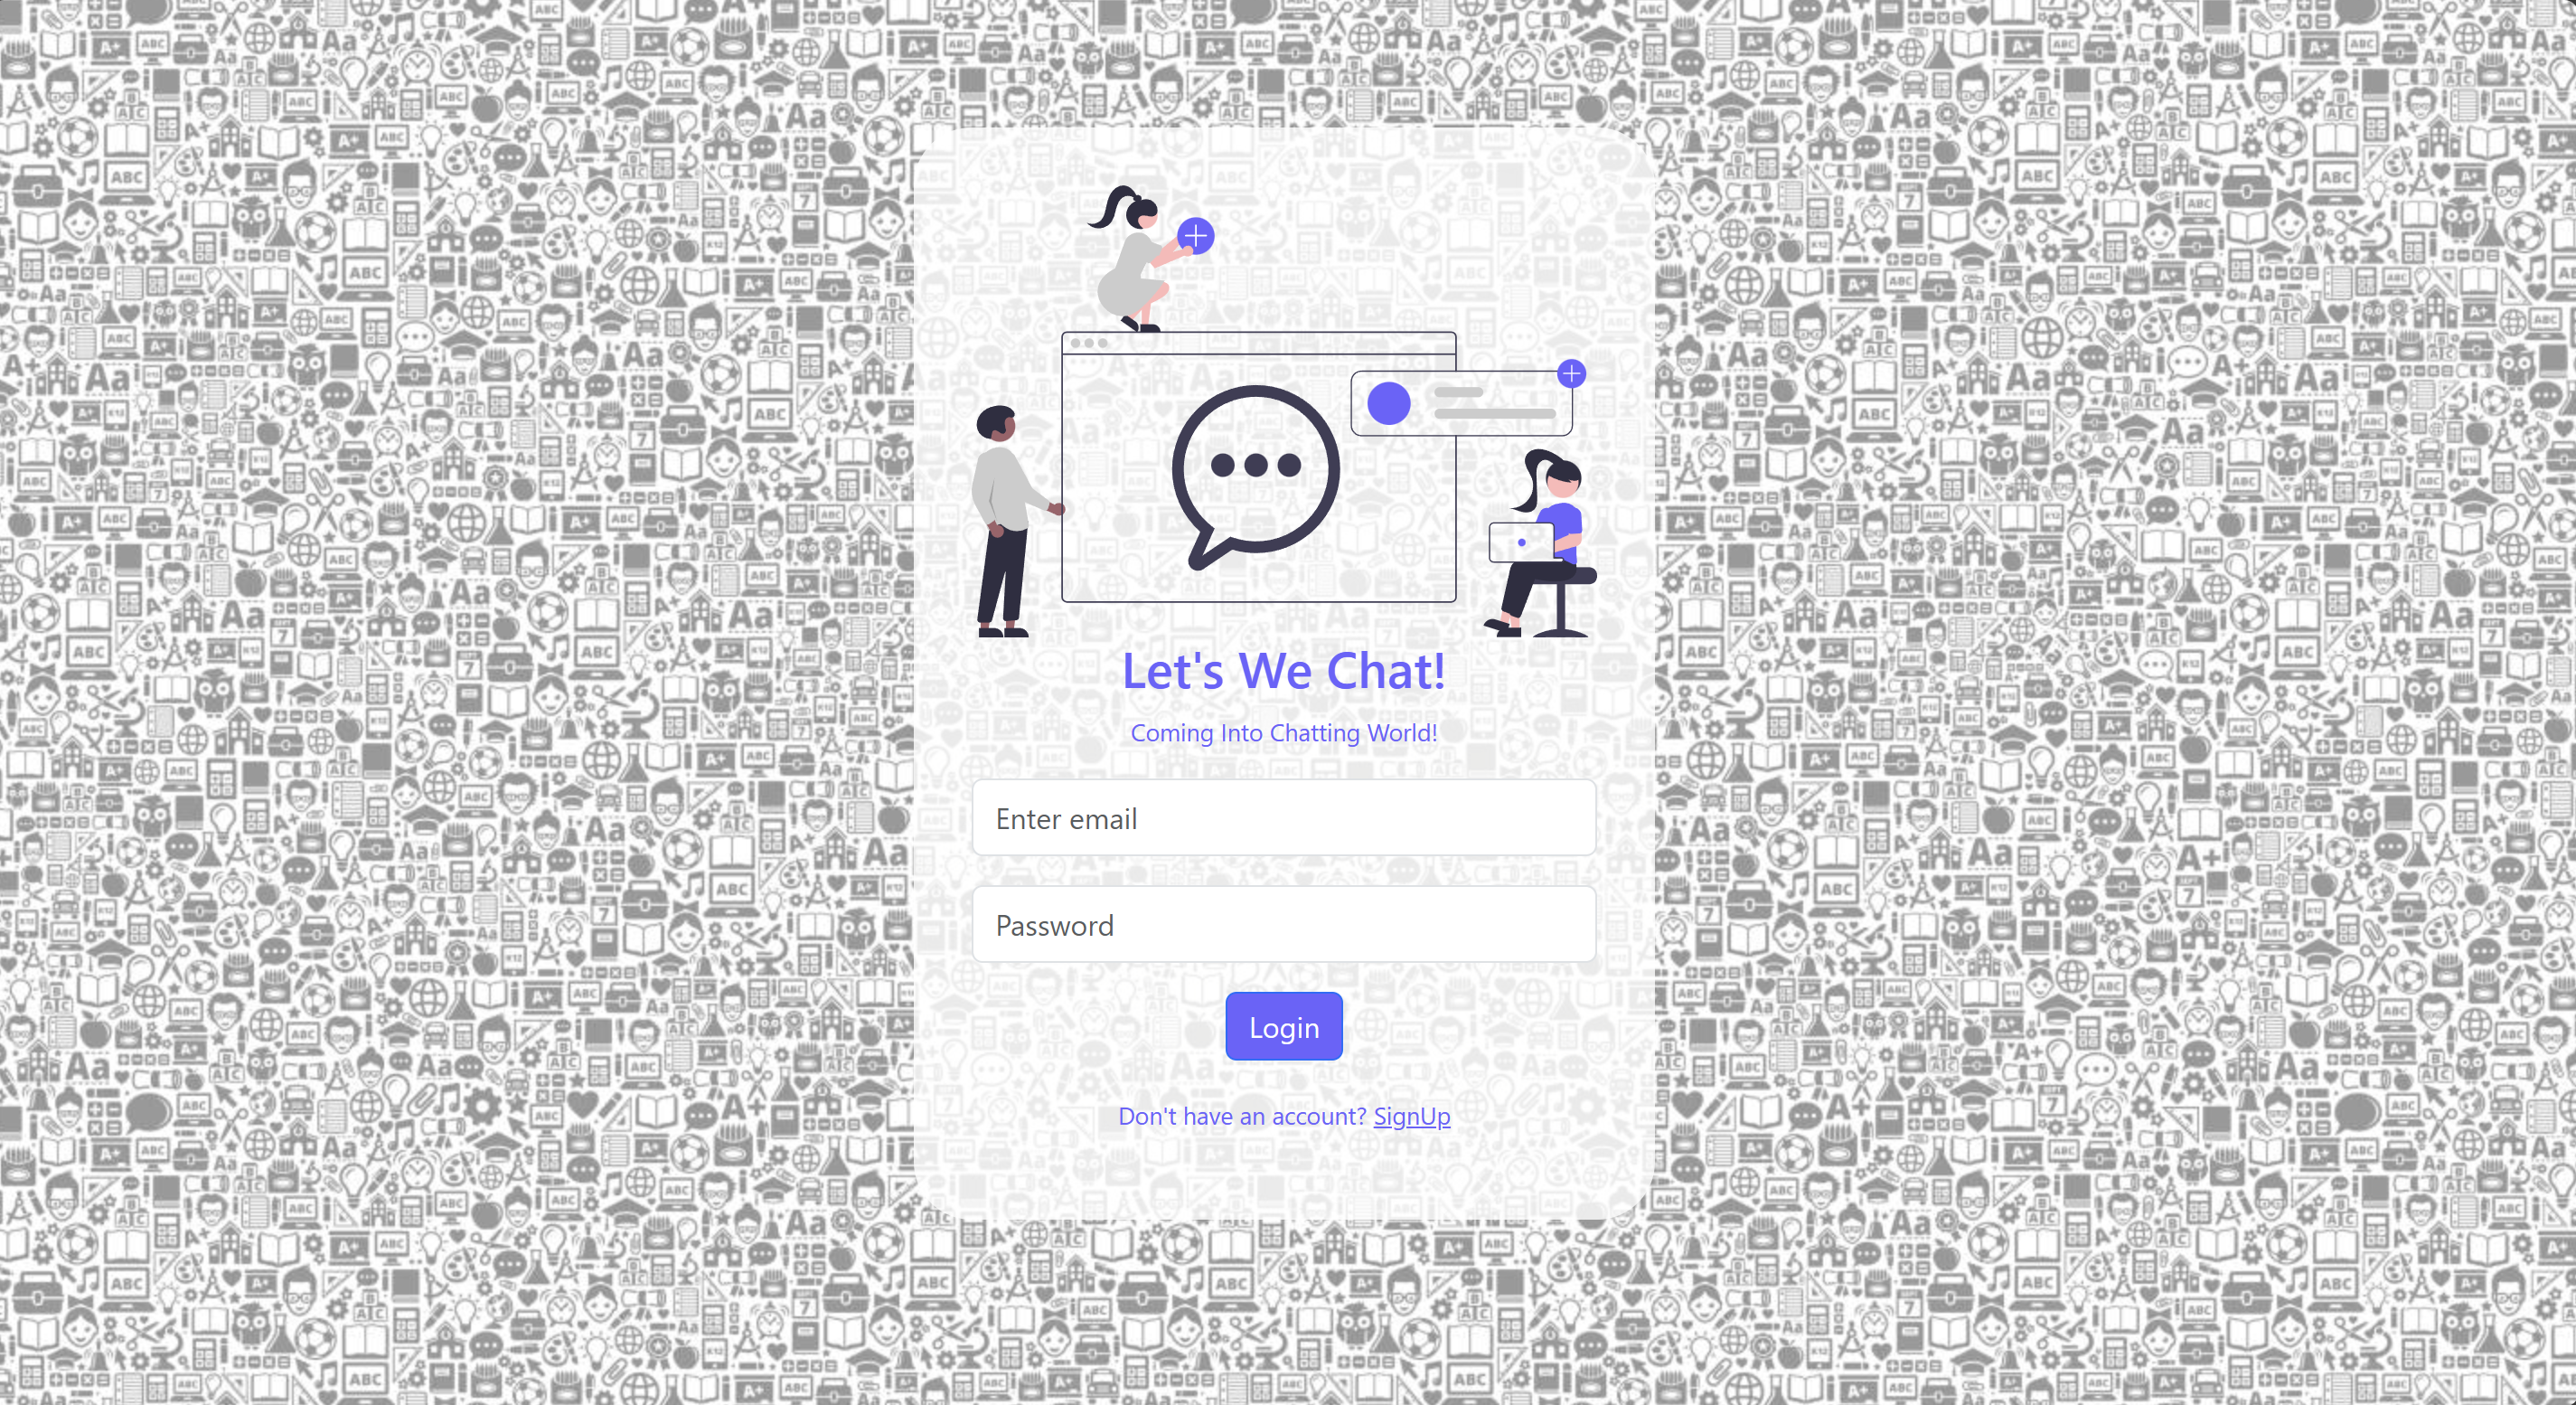 Let's We Chat!
Coming Into Chatting World!
Enter email
Password
Login
Don't have an account? SignUp